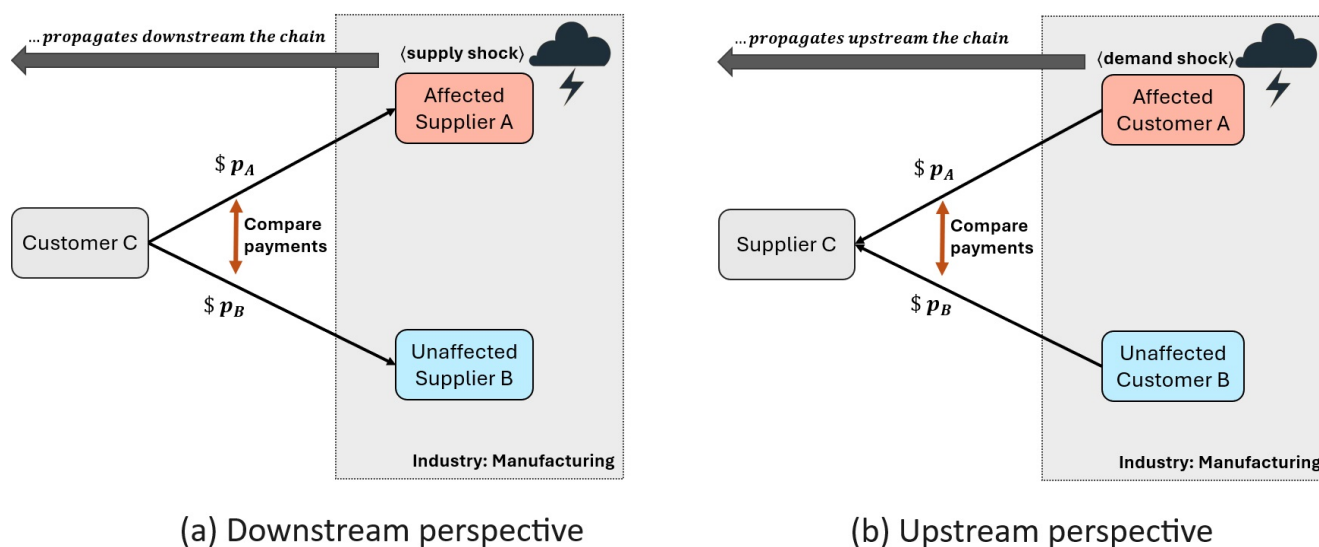 ... propagates downstream the chain
⟨supply shock⟩
Affected
Supplier A
$ p_A
Customer C
Compare
payments
$ p_B
Unaffected
Supplier B
Industry: Manufacturing
(a) Downstream perspective
... propagates upstream the chain
⟨demand shock⟩
Affected
Customer A
$ p_A
Supplier C
Compare
payments
$ p_B
Unaffected
Customer B
Industry: Manufacturing
(b) Upstream perspective